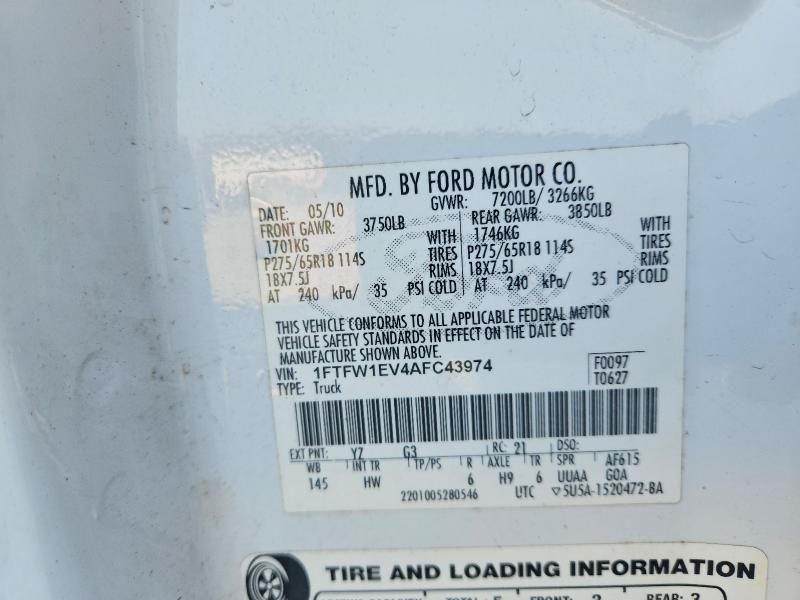 MFD. BY FORD MOTOR CO.
DATE: 05/10 GVWR: 7200LB/ 3266KG
FRONT GAWR: 3750LB REAR GAWR: 3850LB
1701KG WITH 1746KG WITH
P275/65R18 114S TIRES P275/65R18 114S TIRES
18X7.5J RIMS 18X7.5J RIMS
AT 240 kPa/ 35 PSI COLD AT 240 kPa/ 35 PSI COLD
THIS VEHICLE CONFORMS TO ALL APPLICABLE FEDERAL MOTOR
VEHICLE SAFETY STANDARDS IN EFFECT ON THE DATE OF
MANUFACTURE SHOWN ABOVE.
VIN: 1FTFW1EV4AFC43974 F0097
TYPE: Truck T0627
EXT PNT: YZ G3 RC: 21 DSO:
WB INT TR TP/PS R AXLE TR SPR AF615
145 HW 6 H9 6 UUAA GOA
2201005280546 UTC ▽5U5A-1520472-BA
TIRE AND LOADING INFORMATION